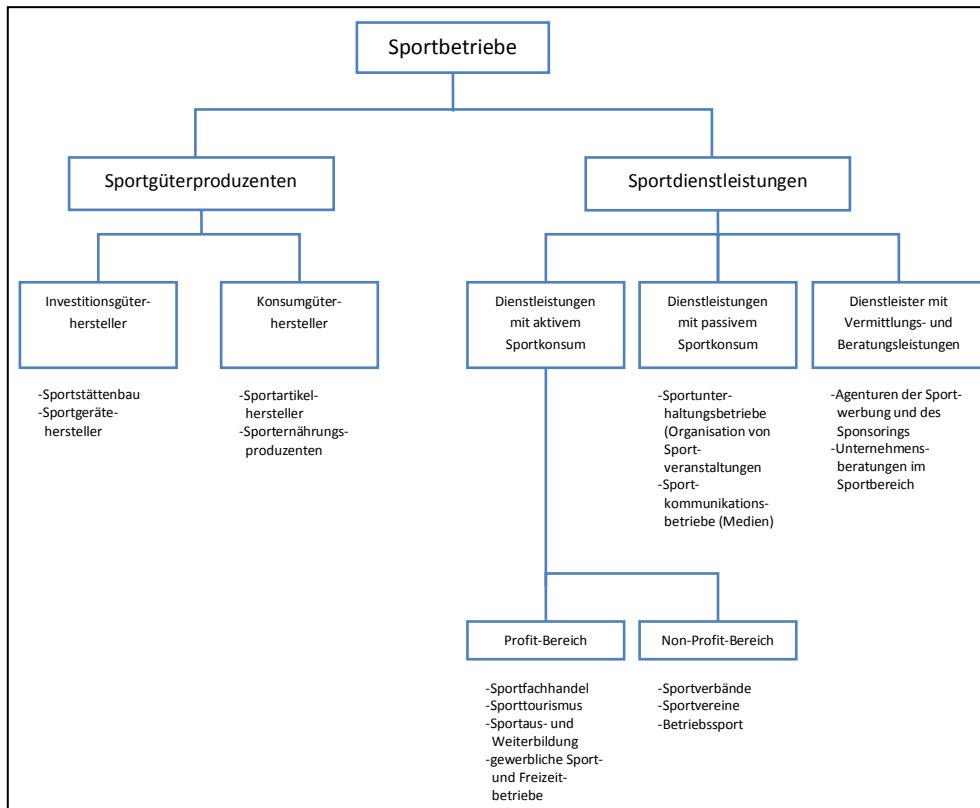 Sportbetriebe
Sportgüterproduzenten
Sportdienstleistungen
Investitionsgüter-
hersteller
Konsumgüter-
hersteller
Dienstleistungen
mit aktivem
Sportkonsum
Dienstleistungen
mit passivem
Sportkonsum
Dienstleister mit
Vermittlungs- und
Beratungsleistungen
-Sportstättenbau
-Sportgeräte-
hersteller
-Sportartikel-
hersteller
-Sporternährungs-
produzenten
-Sportunter-
haltungsbetriebe
(Organisation von
Sport-
veranstaltungen
-Sport-
kommunikations-
betriebe (Medien)
-Agenturen der Sport-
werbung und des
Sponsorings
-Unternehmens-
beratungen im
Sportbereich
Profit-Bereich
Non-Profit-Bereich
-Sportfachhandel
-Sporttourismus
-Sportaus- und
Weiterbildung
-gewerbliche Sport-
und Freizeit-
betriebe
-Sportverbände
-Sportvereine
-Betriebssport